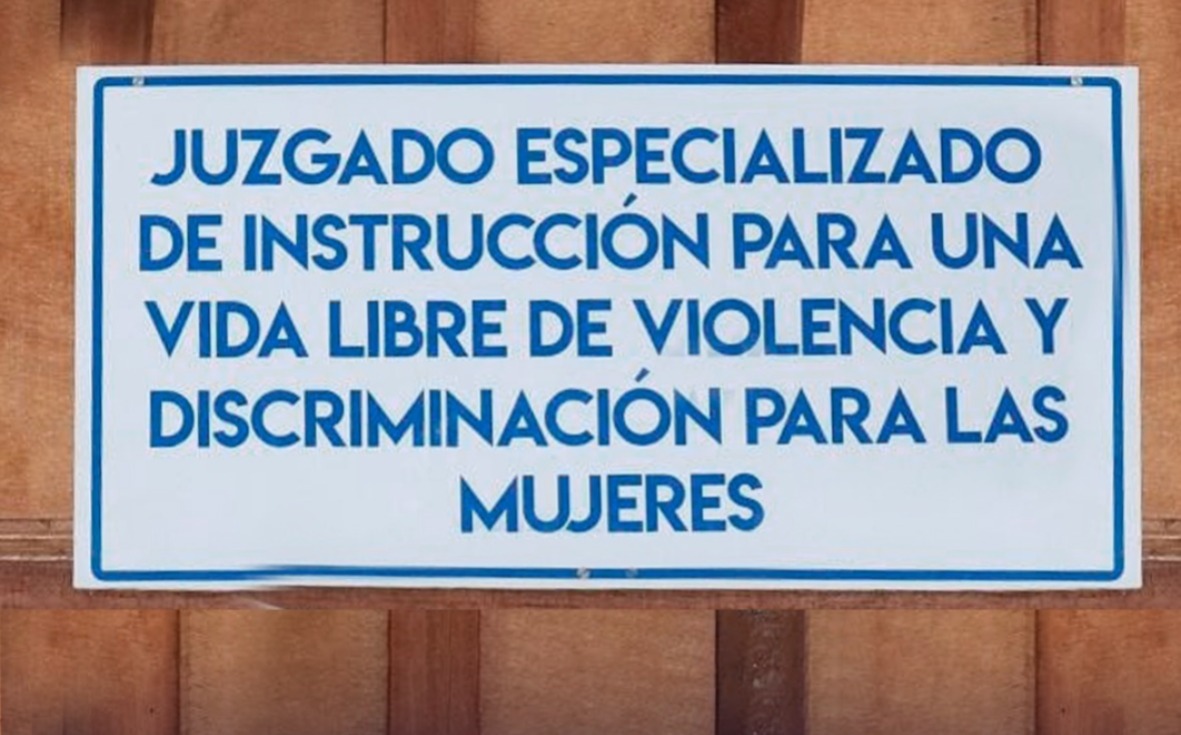 JUZGADO ESPECIALIZADO
DE INSTRUCCIÓN PARA UNA
VIDA LIBRE DE VIOLENCIA Y
DISCRIMINACIÓN PARA LAS
MUJERES